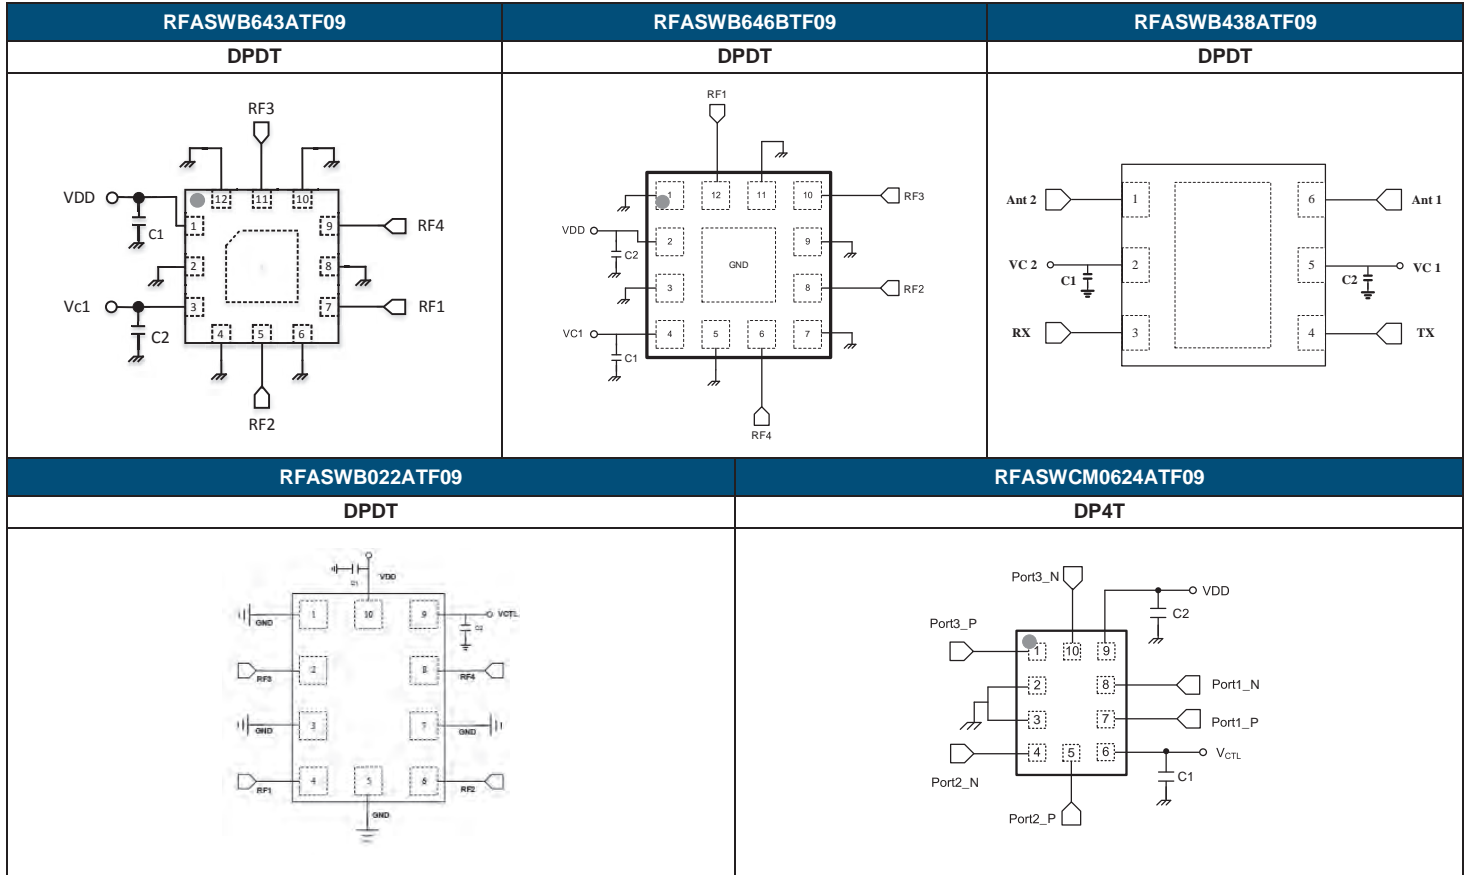 RFASWB643ATF09
RFASWB646BTF09
RFASWB438ATF09
DPDT
DPDT
DPDT
RF3
VDD
C1
12
11
10
1
9
RF4
2
8
Vc1
3
7
RF1
C2
4
5
6
RF2
RF1
1
12
11
10
RF3
VDD
C2
2
9
GND
3
8
RF2
VC1
C1
4
5
6
7
RF4
Ant 2
1
6
Ant 1
VC 2
C1
2
5
C2
VC 1
RX
3
4
TX
RFASWB022ATF09
RFASWCM0624ATF09
DPDT
DP4T
VDD
GND
1
10
9
VCTL
RF3
2
8
RF4
GND
3
7
GND
RF1
4
5
6
RF2
GND
Port3_N
VDD
C2
Port3_P
1
10
9
2
8
Port1_N
3
7
Port1_P
4
5
6
VCTL
Port2_N
C1
Port2_P